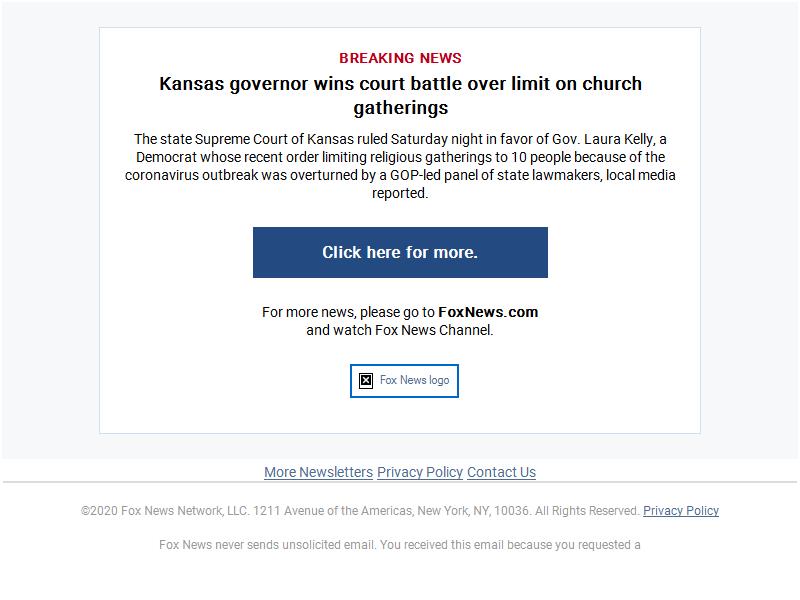 BREAKING NEWS
Kansas governor wins court battle over limit on church
gatherings
The state Supreme Court of Kansas ruled Saturday night in favor of Gov. Laura Kelly, a
Democrat whose recent order limiting religious gatherings to 10 people because of the
coronavirus outbreak was overturned by a GOP-led panel of state lawmakers, local media
reported.
Click here for more.
For more news, please go to FoxNews.com
and watch Fox News Channel.
Fox News logo
More Newsletters Privacy Policy Contact Us
©2020 Fox News Network, LLC. 1211 Avenue of the Americas, New York, NY, 10036. All Rights Reserved. Privacy Policy
Fox News never sends unsolicited email. You received this email because you requested a